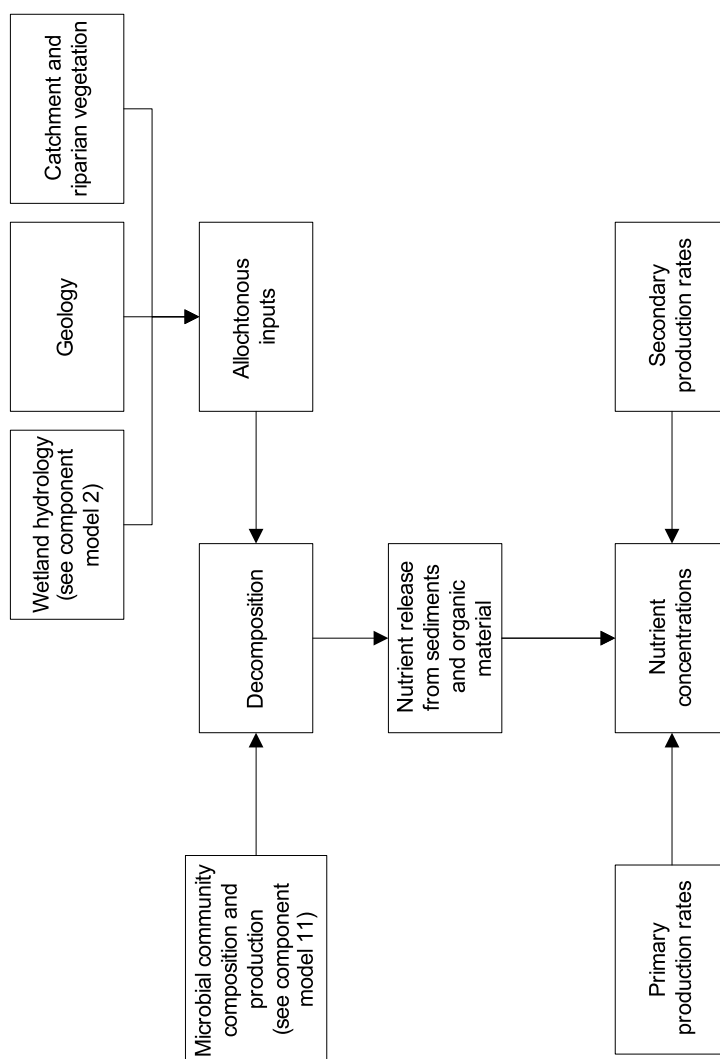 Wetland hydrology
(see component
model 2)
Geology
Catchment and
riparian vegetation
Microbial community
composition and
production
(see component
model 11)
Decomposition
Allochtonous
inputs
Nutrient release
from sediments
and organic
material
Primary
production rates
Nutrient
concentrations
Secondary
production rates